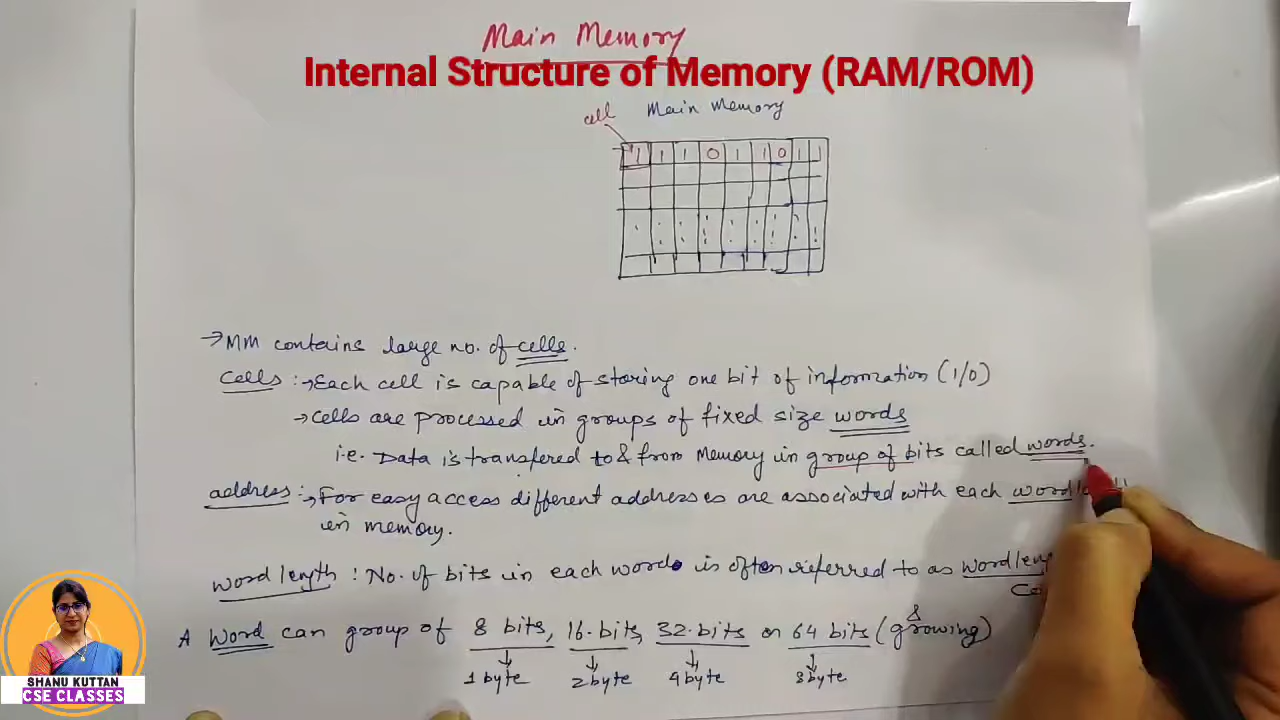 Main Memory
Internal Structure of Memory (RAM/ROM)
cell Main Memory
1 1 1 0 1 1 0 1 1
→ MM contains large no. of cells.
Cells :→ Each cell is capable of storing one bit of information (1/0)
→ cells are processed in groups of fixed size words
i.e. Data is transfered to & from Memory in group of bits called words.
address :→ For easy access different addresses are associated with each word
in memory.
word length : No. of bits in each words is often referred to as word leng
A word can group of 8 bits, 16 bits, 32 bits or 64 bits (& growing)
1 byte 2 byte 4 byte 8 byte
SHANU KUTTAN
CSE CLASSES